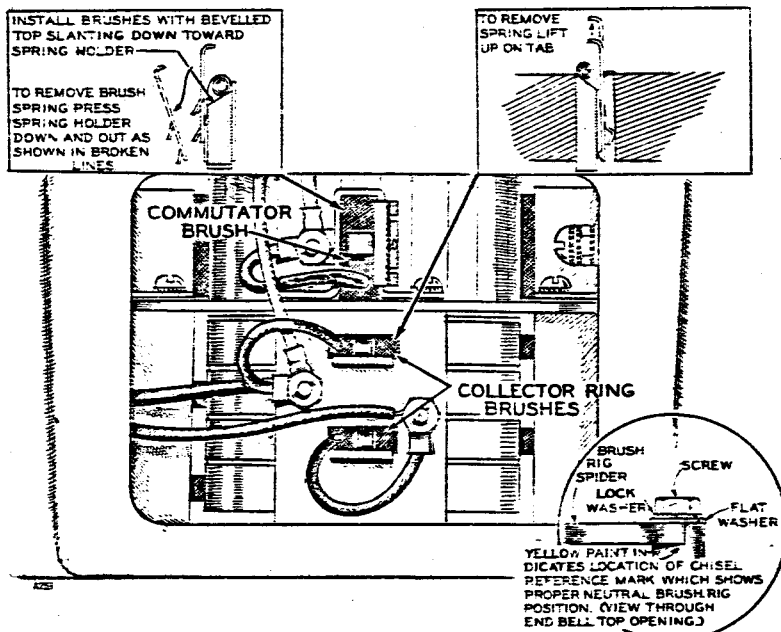 INSTALL BRUSHES WITH BEVELLED
TOP SLANTING DOWN TOWARD
SPRING HOLDER
TO REMOVE BRUSH
SPRING PRESS
SPRING HOLDER
DOWN AND OUT AS
SHOWN IN BROKEN
LINES
TO REMOVE
SPRING LIFT
UP ON TAB
COMMUTATOR
BRUSH
COLLECTOR RING
BRUSHES
BRUSH
RIG
SPIDER
LOCK
WASHER
SCREW
FLAT
WASHER
YELLOW PAINT IN-
DICATES LOCATION OF CHISEL
REFERENCE MARK WHICH SHOWS
PROPER NEUTRAL BRUSH RIG
POSITION. (VIEW THROUGH
END BELL TOP OPENING.)